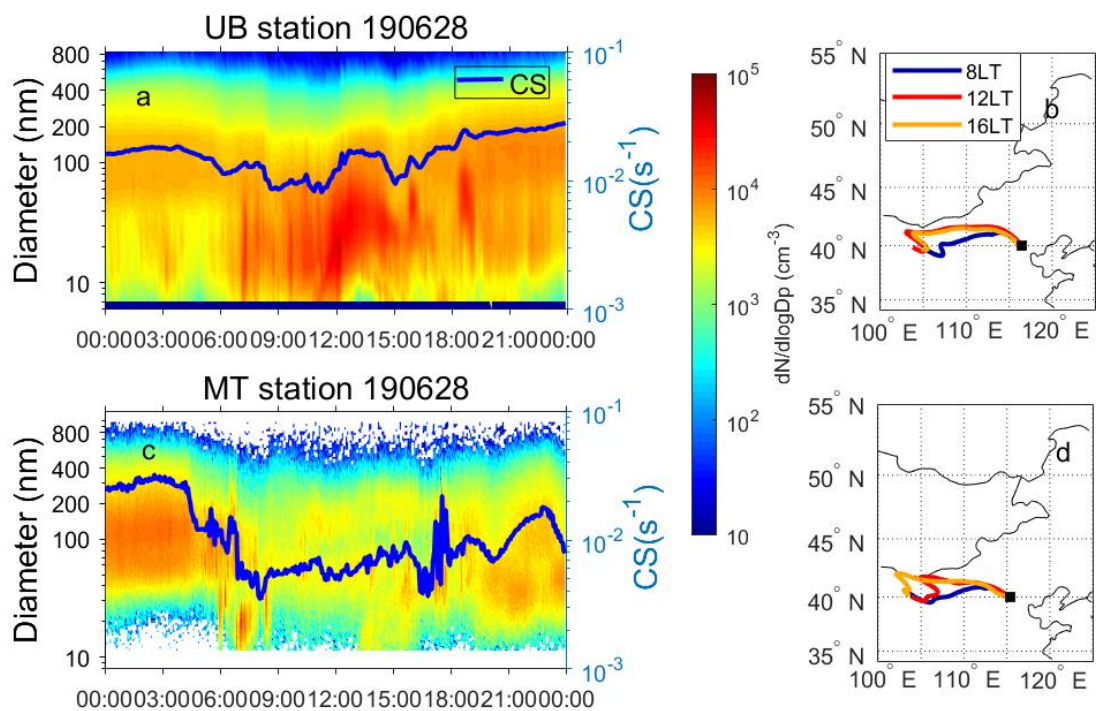 UB station 190628
Diameter (nm)
800
400
200
100
10
a
CS
10⁻¹
10⁻²
10⁻³
CS(s⁻¹)
00:0003:0006:0009:0012:0015:0018:0021:0000:00
MT station 190628
Diameter (nm)
800
400
200
100
10
c
10⁻¹
10⁻²
10⁻³
CS(s⁻¹)
00:0003:0006:0009:0012:0015:0018:0021:0000:00
10⁵
10⁴
10³
10²
10
dN/dlogDp (cm⁻³)
55° N
50° N
45° N
40° N
35° N
100° E
110° E
120° E
8LT
12LT
16LT
b
55° N
50° N
45° N
40° N
35° N
100° E
110° E
120° E
d